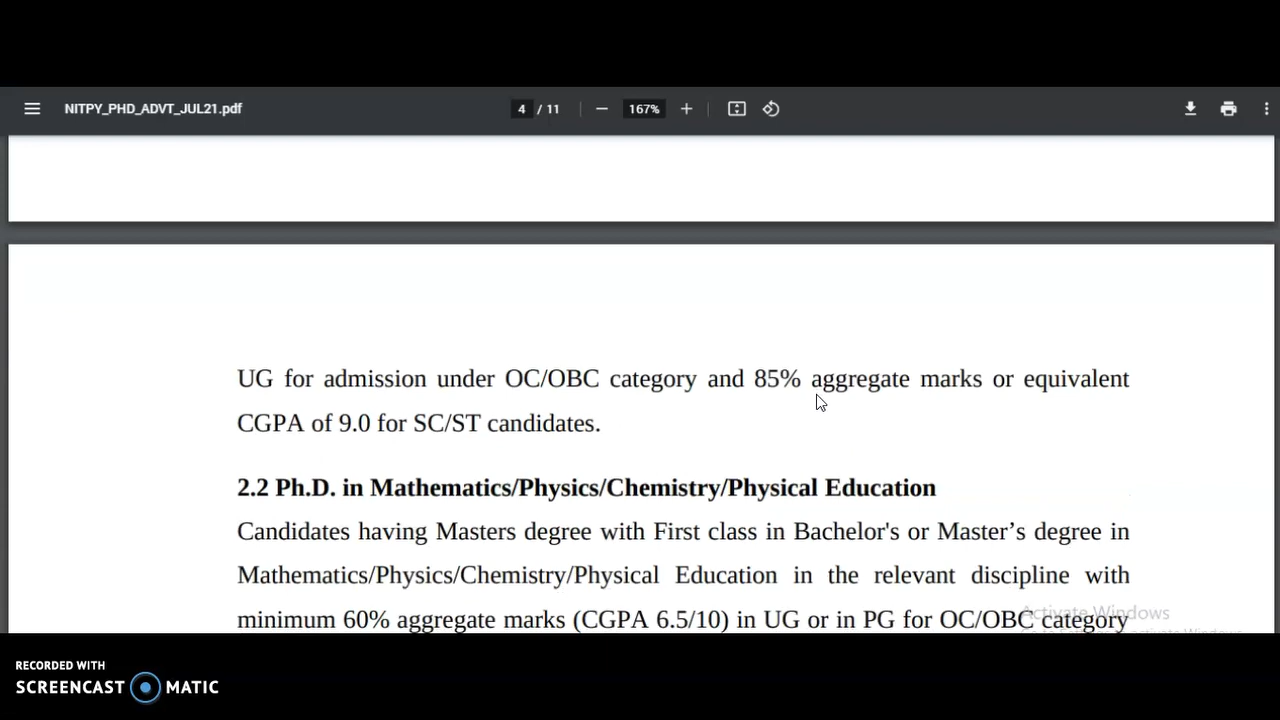 NITPY_PHD_ADVT_JUL21.pdf
4 / 11
167%
UG for admission under OC/OBC category and 85% aggregate marks or equivalent
CGPA of 9.0 for SC/ST candidates.
2.2 Ph.D. in Mathematics/Physics/Chemistry/Physical Education
Candidates having Masters degree with First class in Bachelor's or Master’s degree in
Mathematics/Physics/Chemistry/Physical Education in the relevant discipline with
minimum 60% aggregate marks (CGPA 6.5/10) in UG or in PG for OC/OBC category
Activate Windows
RECORDED WITH
SCREENCAST MATIC